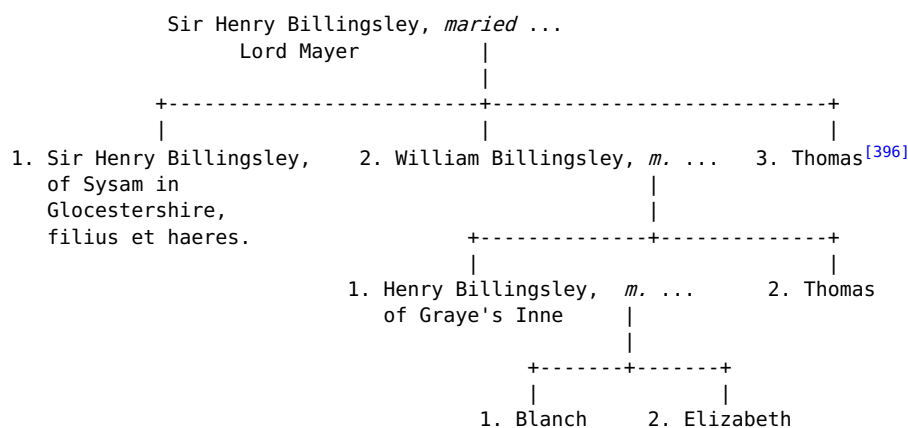 Sir Henry Billingsley, maried ...
Lord Mayer
1. Sir Henry Billingsley, 2. William Billingsley, m. ... 3. Thomas[396]
of Sysam in
Glocestershire,
filius et haeres.
1. Henry Billingsley, m. ... 2. Thomas
of Graye's Inne
1. Blanch 2. Elizabeth